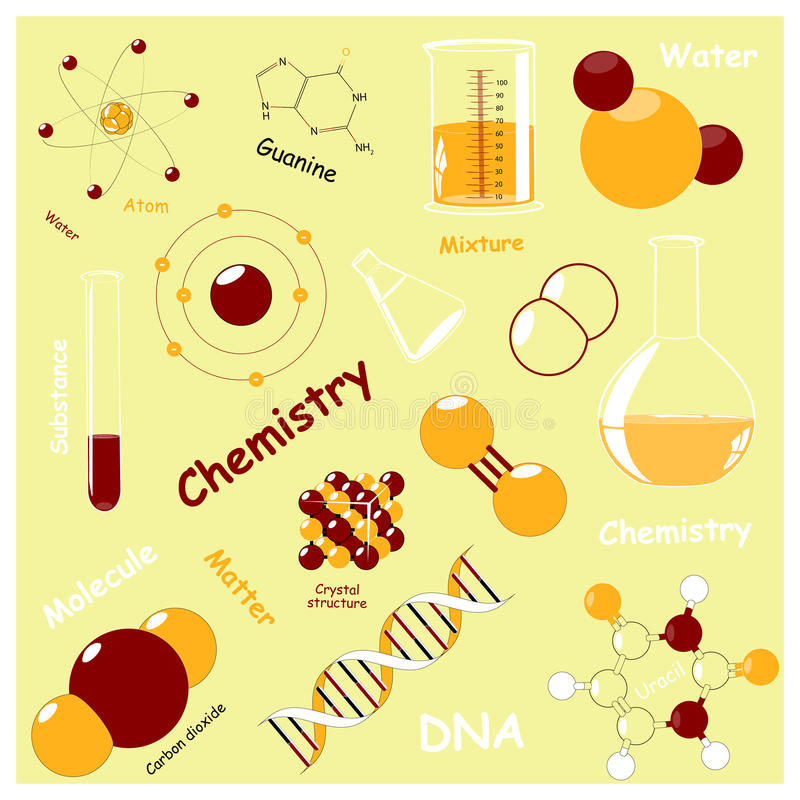 Water
O
N
NH
N
H
N
NH₂
Guanine
100
90
80
70
60
50
40
30
20
10
Atom
Water
Mixture
Substance
Chemistry
dreamstime
Chemistry
Crystal
structure
Molecule
Matter
Carbon dioxide
DNA
Uracil